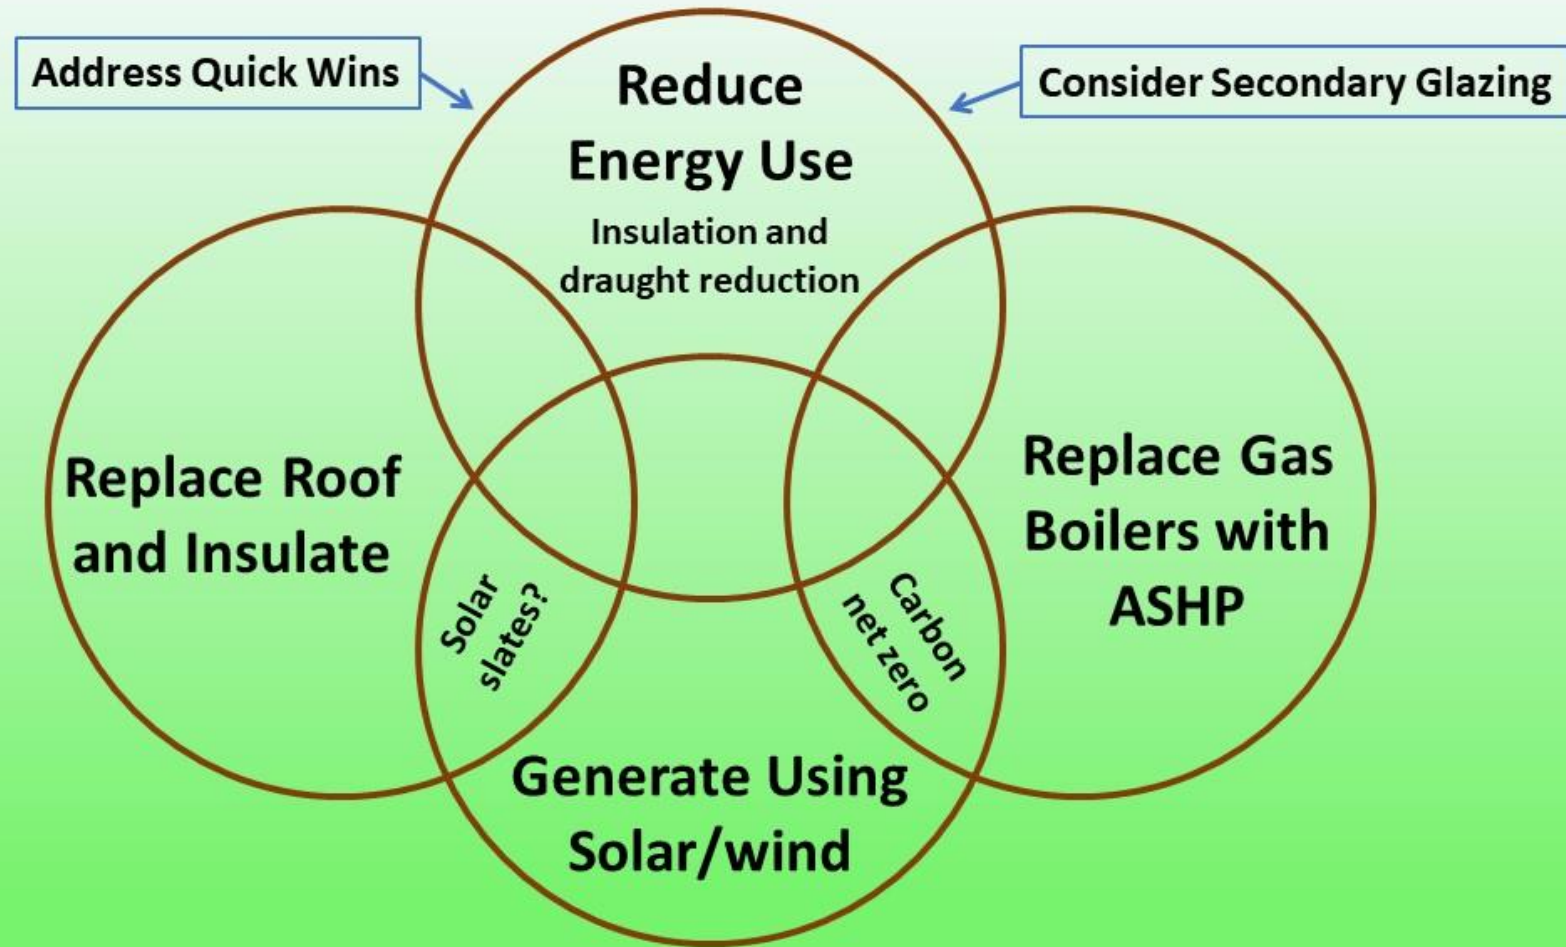 Address Quick Wins
Consider Secondary Glazing
Reduce
Energy Use
Insulation and
draught reduction
Replace Roof
and Insulate
Replace Gas
Boilers with
ASHP
Solar
slates?
Carbon
net zero
Generate Using
Solar/wind